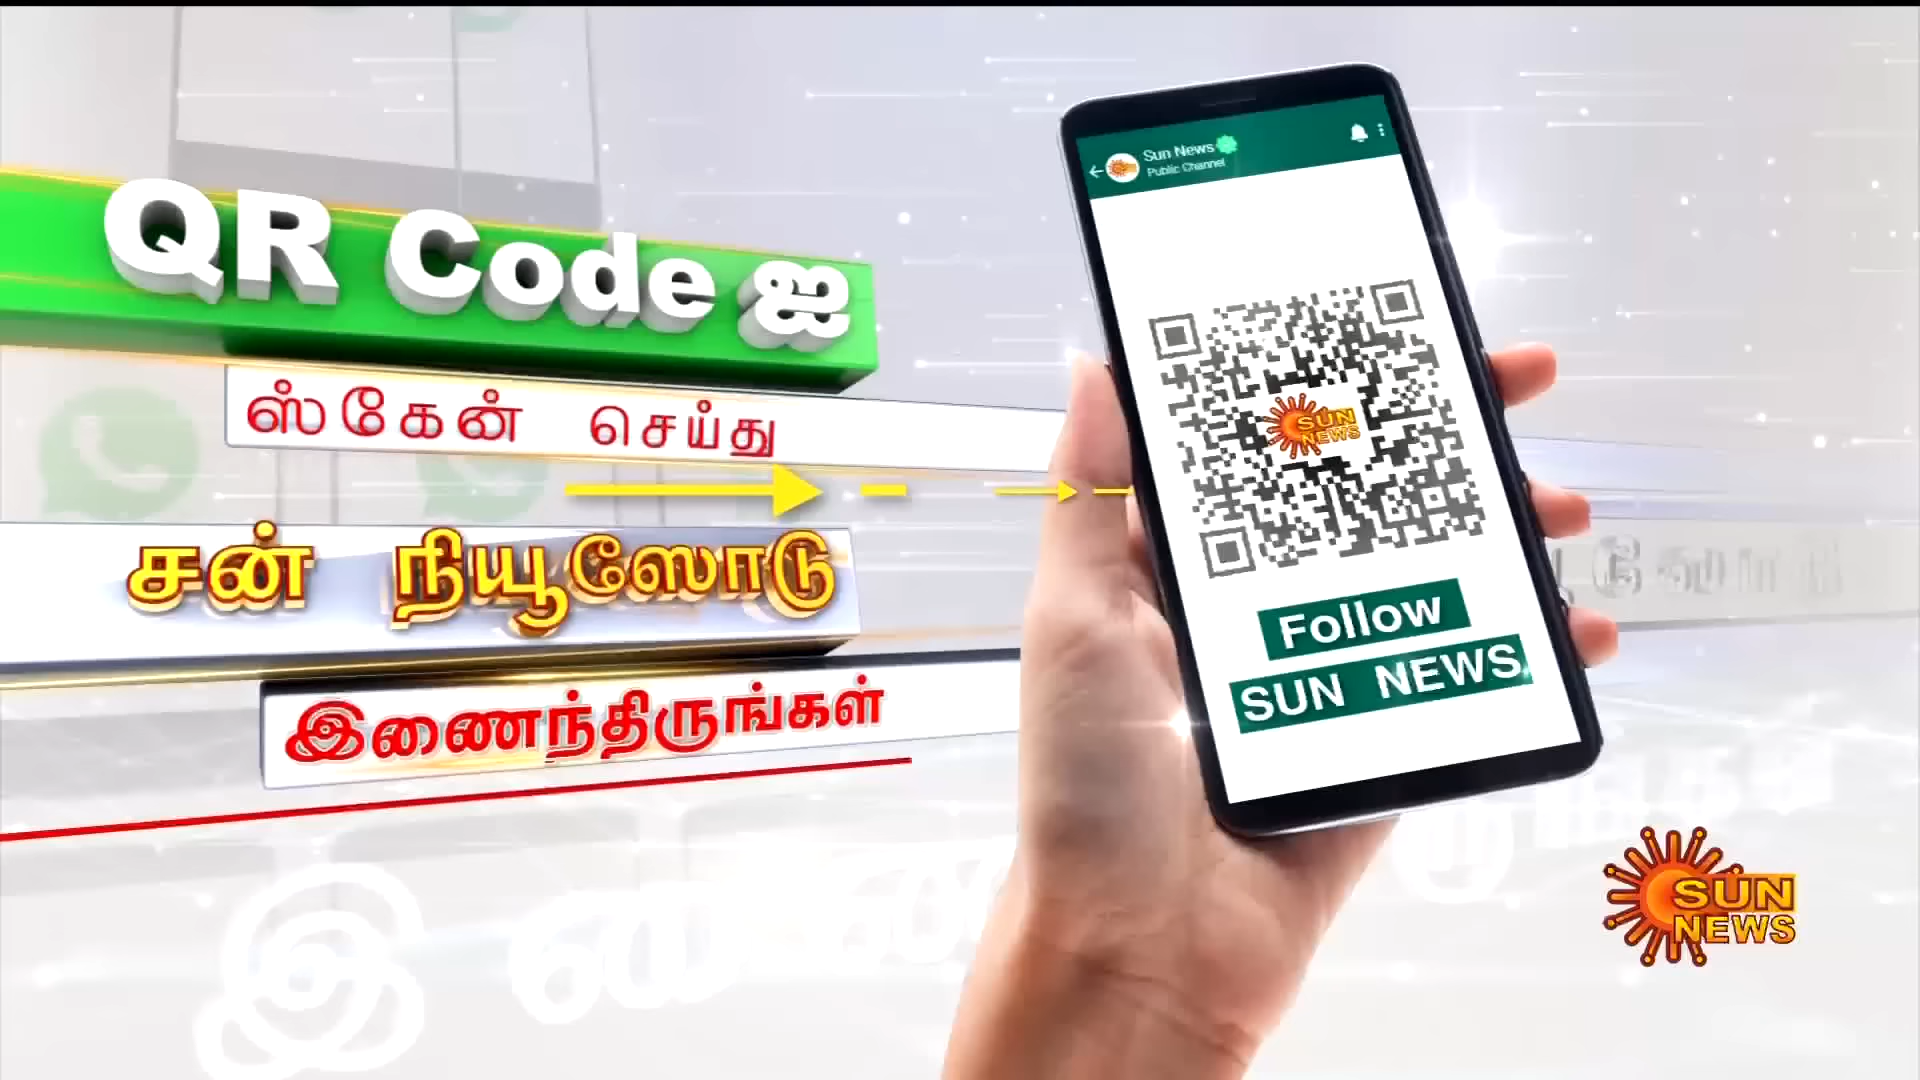 QR Code ஐ
ஸ்கேன் செய்து
சன் நியூஸோடு
இணைந்திருங்கள்
Sun News
Public Channel
SUN
NEWS
Follow
SUN NEWS
SUN
NEWS